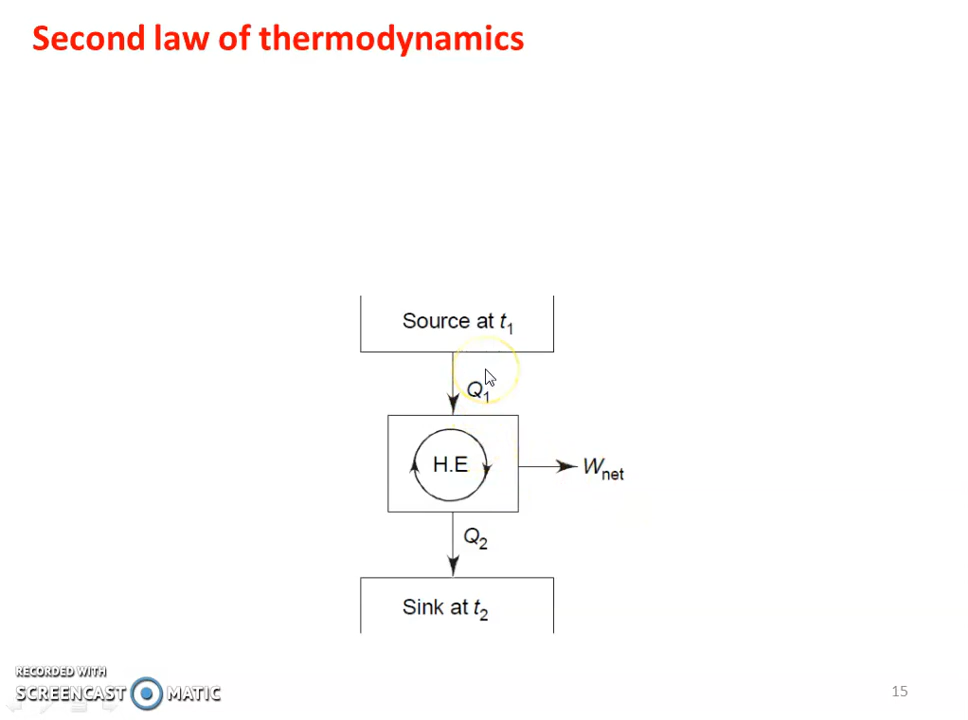 Second law of thermodynamics
Source at t₁
Q₁
H.E
Wnet
Q₂
Sink at t₂
RECORDED WITH
SCREENCAST MATIC
15